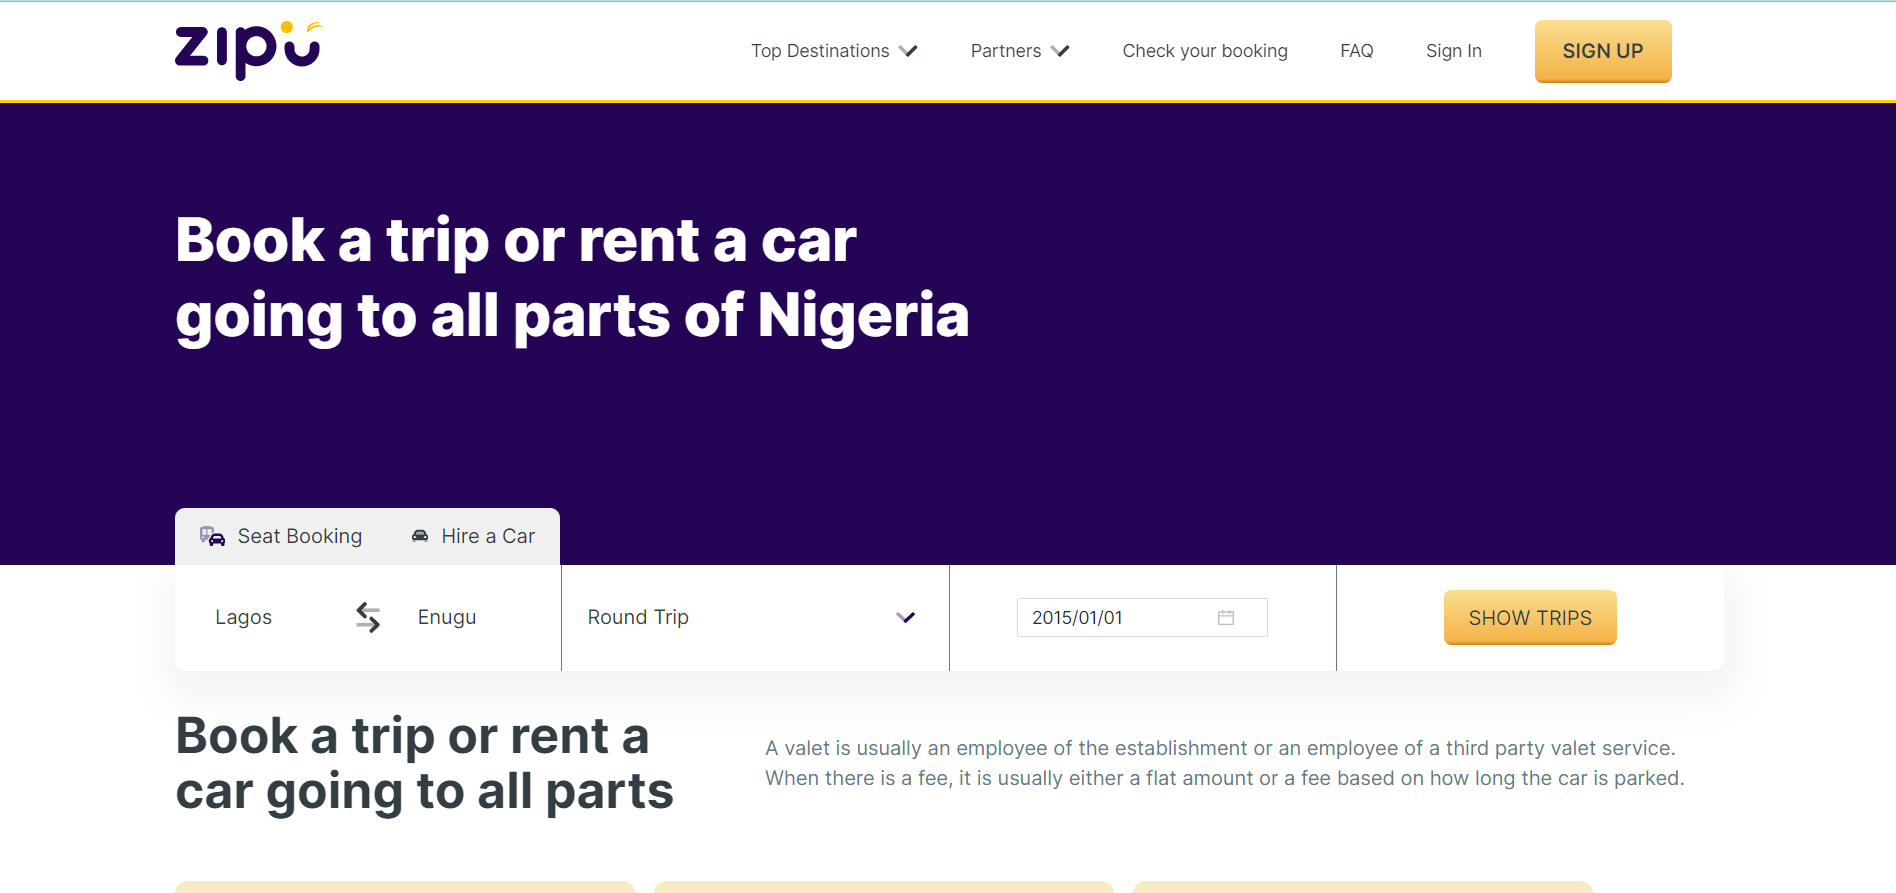 zipu
Top Destinations
Partners
Check your booking
FAQ
Sign In
SIGN UP
Book a trip or rent a car
going to all parts of Nigeria
Seat Booking
Hire a Car
Lagos
Enugu
Round Trip
2015/01/01
SHOW TRIPS
Book a trip or rent a
car going to all parts
A valet is usually an employee of the establishment or an employee of a third party valet service.
When there is a fee, it is usually either a flat amount or a fee based on how long the car is parked.